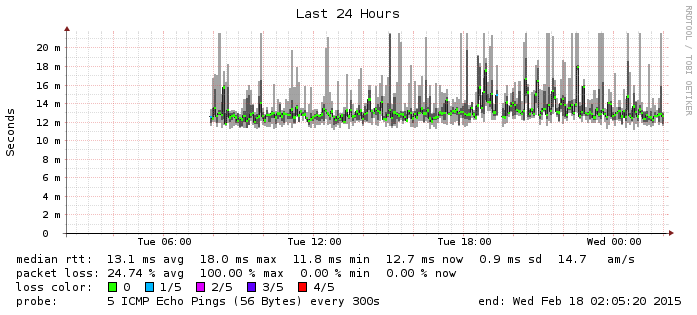 Last 24 Hours
RRDTOOL / TOBI OETIKER
Seconds
20 m
18 m
16 m
14 m
12 m
10 m
8 m
6 m
4 m
2 m
0
Tue 06:00 Tue 12:00 Tue 18:00 Wed 00:00
median rtt: 13.1 ms avg 18.0 ms max 11.8 ms min 12.7 ms now 0.9 ms sd 14.7 am/s
packet loss: 24.74 % avg 100.00 % max 0.00 % min 0.00 % now
loss color: 0 1/5 2/5 3/5 4/5
probe: 5 ICMP Echo Pings (56 Bytes) every 300s end: Wed Feb 18 02:05:20 2015